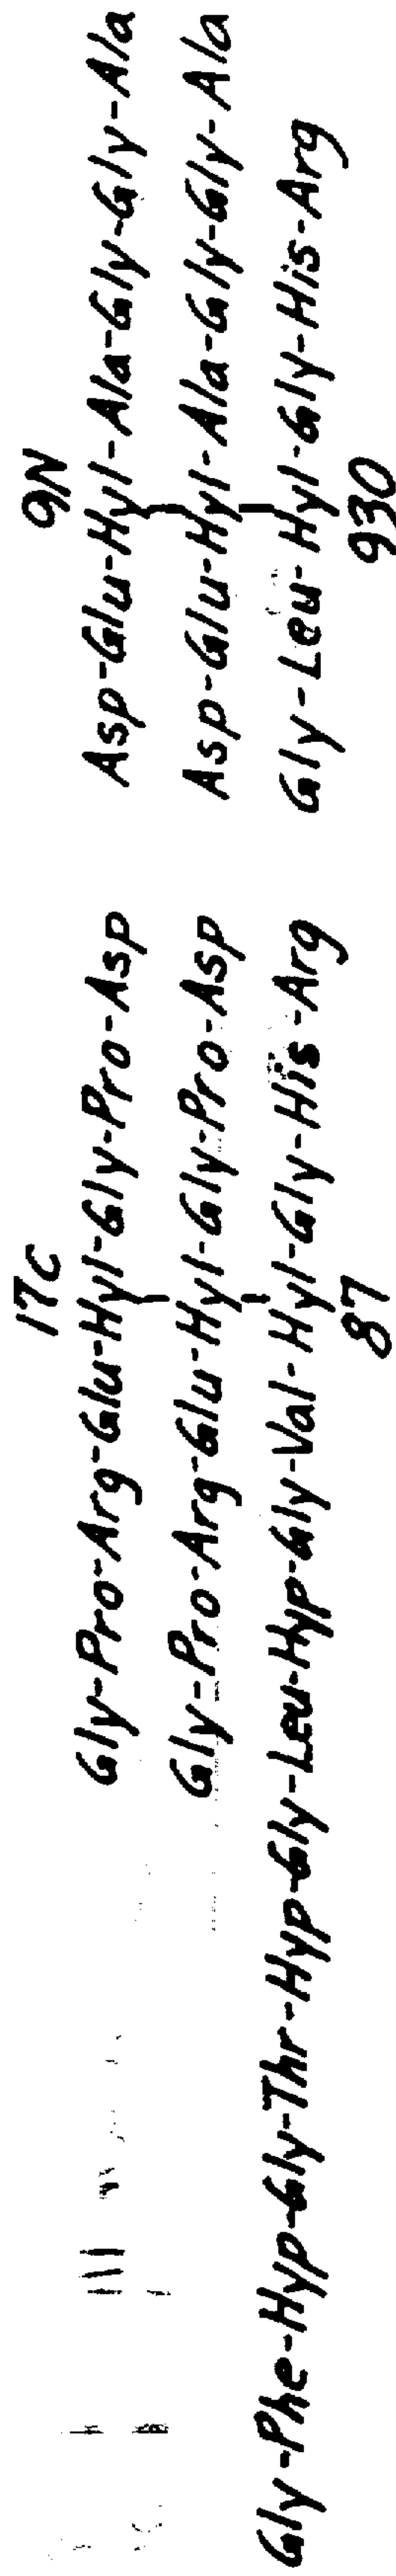 17C
Gly-Pro-Arg-Glu-Hyl-Gly-Pro-Asp
Gly-Pro-Arg-Glu-Hyl-Gly-Pro-Asp
Gly-Phe-Hyp-Gly-Thr-Hyp-Gly-Leu-Hyp-Gly-Val-Hyl-Gly-His-Arg
87
9N
Asp-Glu-Hyl-Ala-Gly-Gly-Ala
Asp-Glu-Hyl-Ala-Gly-Gly-Ala
Gly-Leu-Hyl-Gly-His-Arg
930